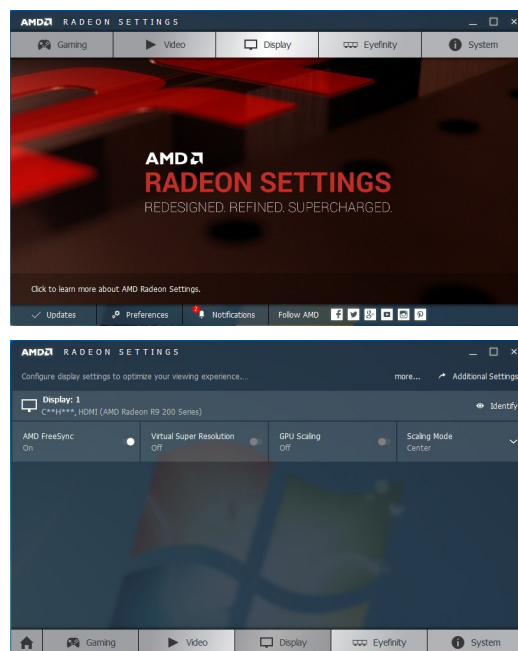 AMD RADEON SETTINGS
Gaming Video Display Eyefinity System
AMD
RADEON SETTINGS
REDESIGNED. REFINED. SUPERCHARGED.
Click to learn more about AMD Radeon Settings.
Updates Preferences 2 Notifications Follow AMD
AMD RADEON SETTINGS
Configure display settings to optimize your viewing experience.... more... Additional Settings
Display: 1
C**H***, HDMI (AMD Radeon R9 200 Series) Identify
AMD FreeSync Virtual Super Resolution GPU Scaling Scaling Mode
On Off Off Center
Gaming Video Display Eyefinity System